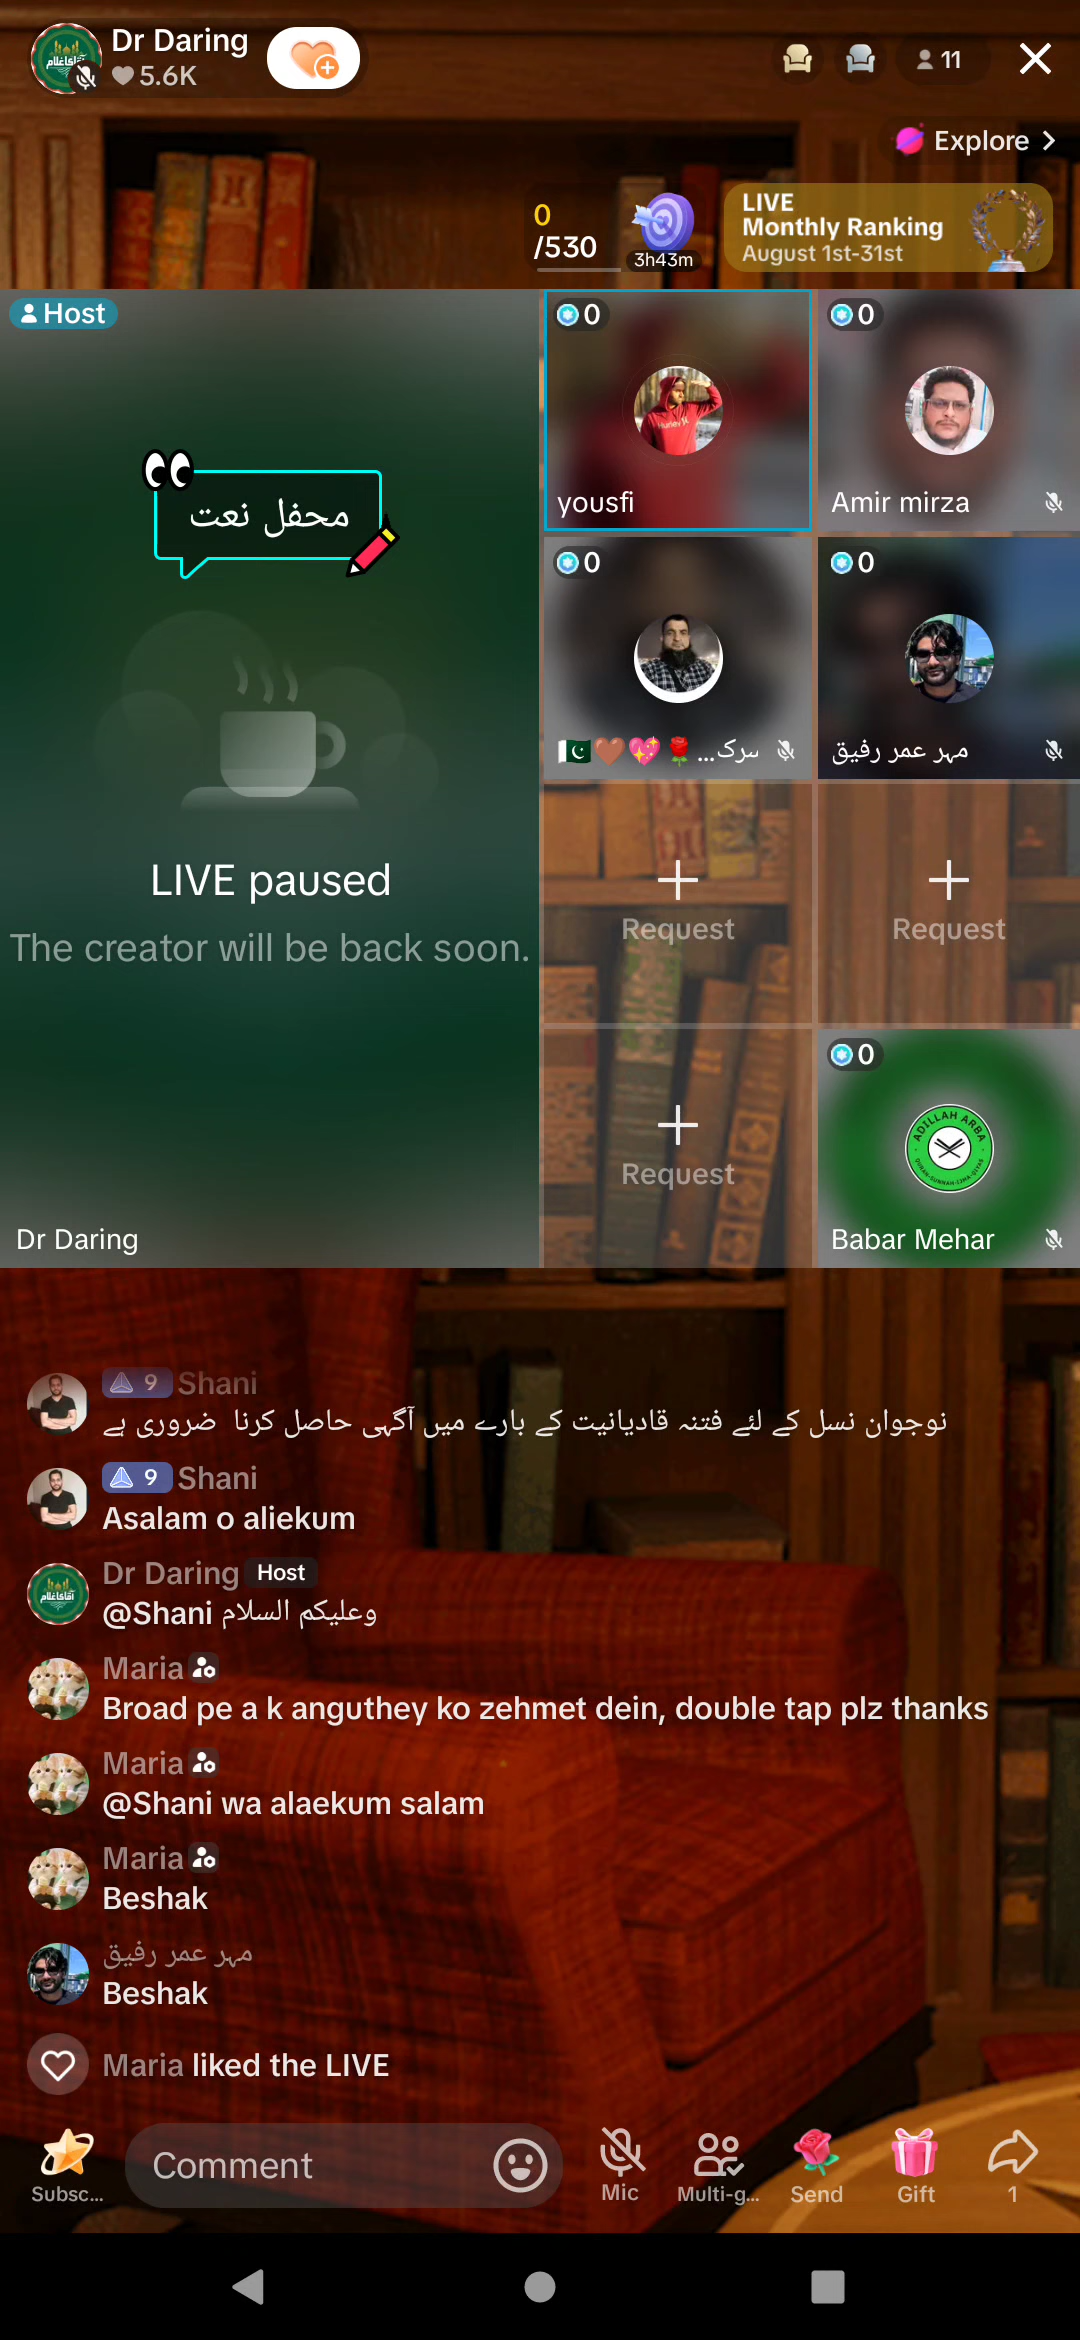 Dr Daring
5.6K
11
Explore
0
/530
3h43m
LIVE
Monthly Ranking
August 1st-31st
Host
محفل نعت
LIVE paused
The creator will be back soon.
Dr Daring
0
yousfi
0
Amir mirza
0
سرک...
0
مہر عمر رفیق
Request
Request
Request
0
ADILLAH ARBA
Babar Mehar
9 Shani
نوجوان نسل کے لئے فتنہ قادیانیت کے بارے میں آگہی حاصل کرنا ضروری ہے
9 Shani
Asalam o aliekum
Dr Daring Host
@Shani وعلیکم السلام
Maria
Broad pe a k anguthey ko zehmet dein, double tap plz thanks
Maria
@Shani wa alaekum salam
Maria
Beshak
مہر عمر رفیق
Beshak
Maria liked the LIVE
Subsc...
Comment
Mic
Multi-g...
Send
Gift
1